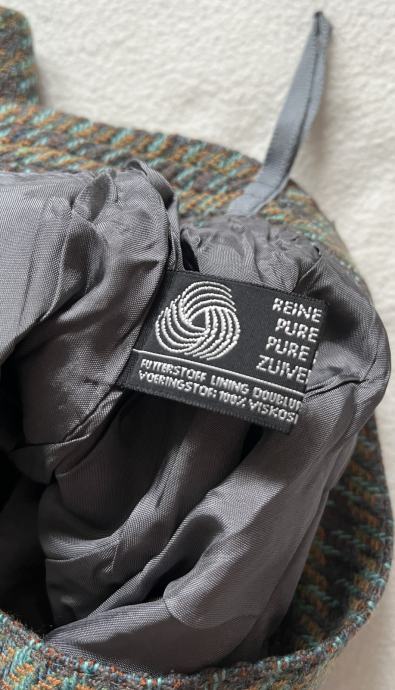 REINE
PURE
PURE
ZUIVE
FUTTERSTOFF LINING DOUBLU
VOERINGSTOF: 100% VISKOS